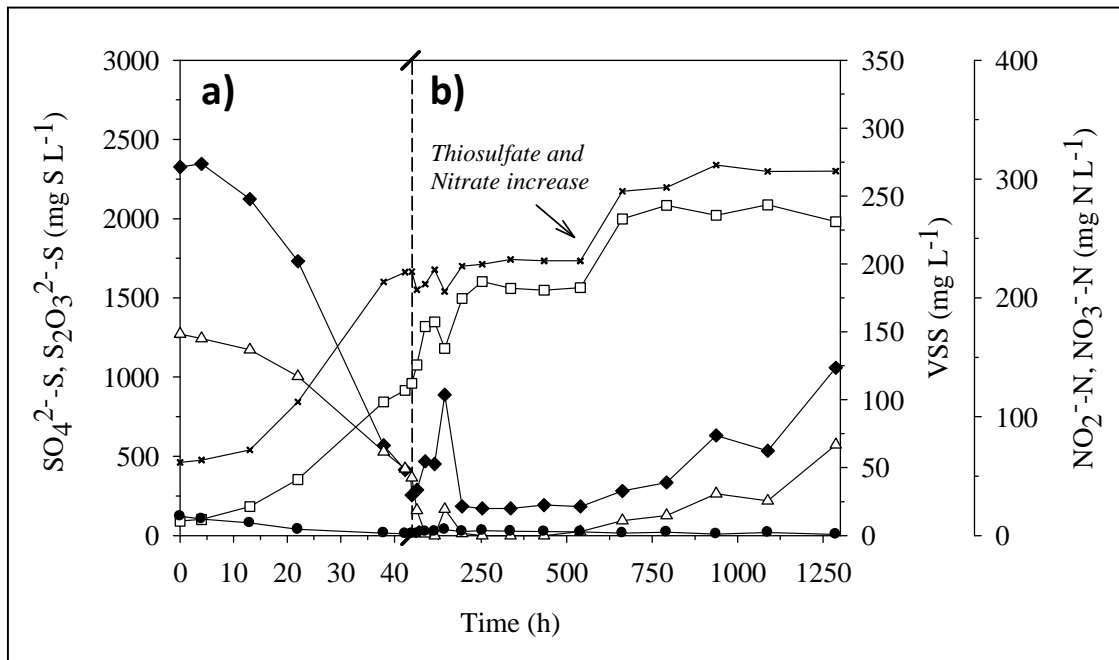 a)
b)
Thiosulfate and
Nitrate increase
SO₄²⁻-S, S₂O₃²⁻-S (mg S L⁻¹)
3000
2500
2000
1500
1000
500
0
VSS (mg L⁻¹)
350
300
250
200
150
100
50
0
NO₂⁻-N, NO₃⁻-N (mg N L⁻¹)
400
300
200
100
0
0 10 20 30 40 250 500 750 1000 1250
Time (h)